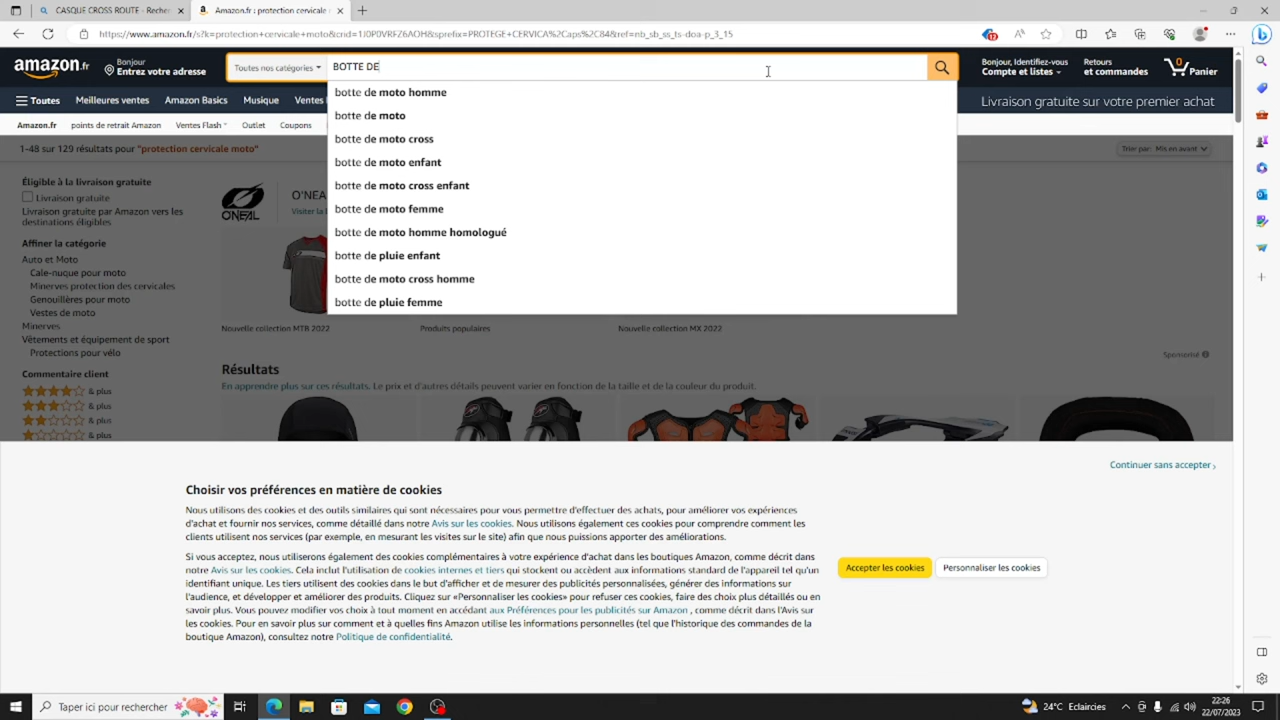 CASQUE CROSS ROUTE - Recher
Amazon.fr : protection cervicale
https://www.amazon.fr/s?k=protection+cervicale+moto&crid=1J0P0VRFZ6AOH&sprefix=PROTEGE+CERVICA%2Caps%2C84&ref=nb_sb_ss_ts-doa-p_3_15
12
amazon.fr
Bonjour
Entrez votre adresse
Toutes nos catégories
BOTTE DE
Bonjour, Identifiez-vous
Compte et listes
Retours
et commandes
0
Panier
Toutes
Meilleures ventes
Amazon Basics
Musique
Ventes
Livraison gratuite sur votre premier achat
Amazon.fr
points de retrait Amazon
Ventes Flash
Outlet
Coupons
botte de moto homme
botte de moto
botte de moto cross
botte de moto enfant
botte de moto cross enfant
botte de moto femme
botte de moto homme homologué
botte de pluie enfant
botte de moto cross homme
botte de pluie femme
1-48 sur 129 résultats pour "protection cervicale moto"
Trier par: Mis en avant
Éligible à la livraison gratuite
Livraison gratuite
Livraison gratuite par Amazon vers les
destinations éligibles
Affiner la catégorie
Auto et Moto
Cale-nuque pour moto
Minerves protection des cervicales
Genouillères pour moto
Vestes de moto
Minerves
Vêtements et équipement de sport
Protections pour vélo
Commentaire client
& plus
& plus
& plus
& plus
ONEAL
O'NEA
Visiter la
Nouvelle collection MTB 2022
Produits populaires
Nouvelle collection MX 2022
Sponsorisé
Résultats
En apprendre plus sur ces résultats. Le prix et d'autres détails peuvent varier en fonction de la taille et de la couleur du produit.
Continuer sans accepter
Choisir vos préférences en matière de cookies
Nous utilisons des cookies et des outils similaires qui sont nécessaires pour vous permettre d'effectuer des achats, pour améliorer vos expériences
d'achat et fournir nos services, comme détaillé dans notre Avis sur les cookies. Nous utilisons également ces cookies pour comprendre comment les
clients utilisent nos services (par exemple, en mesurant les visites sur le site) afin que nous puissions apporter des améliorations.
Si vous acceptez, nous utiliserons également des cookies complémentaires à votre expérience d'achat dans les boutiques Amazon, comme décrit dans
notre Avis sur les cookies. Cela inclut l'utilisation de cookies internes et tiers qui stockent ou accèdent aux informations standard de l'appareil tel qu'un
identifiant unique. Les tiers utilisent des cookies dans le but d'afficher et de mesurer des publicités personnalisées, générer des informations sur
l'audience, et développer et améliorer des produits. Cliquez sur «Personnaliser les cookies» pour refuser ces cookies, faire des choix plus détaillés ou en
savoir plus. Vous pouvez modifier vos choix à tout moment en accédant aux Préférences pour les publicités sur Amazon , comme décrit dans l'Avis sur
les cookies. Pour en savoir plus sur comment et à quelles fins Amazon utilise les informations personnelles (tel que l'historique des commandes de la
boutique Amazon), consultez notre Politique de confidentialité.
Accepter les cookies
Personnaliser les cookies
Taper ici pour rechercher
24°C Eclaircies
22:26
22/07/2023